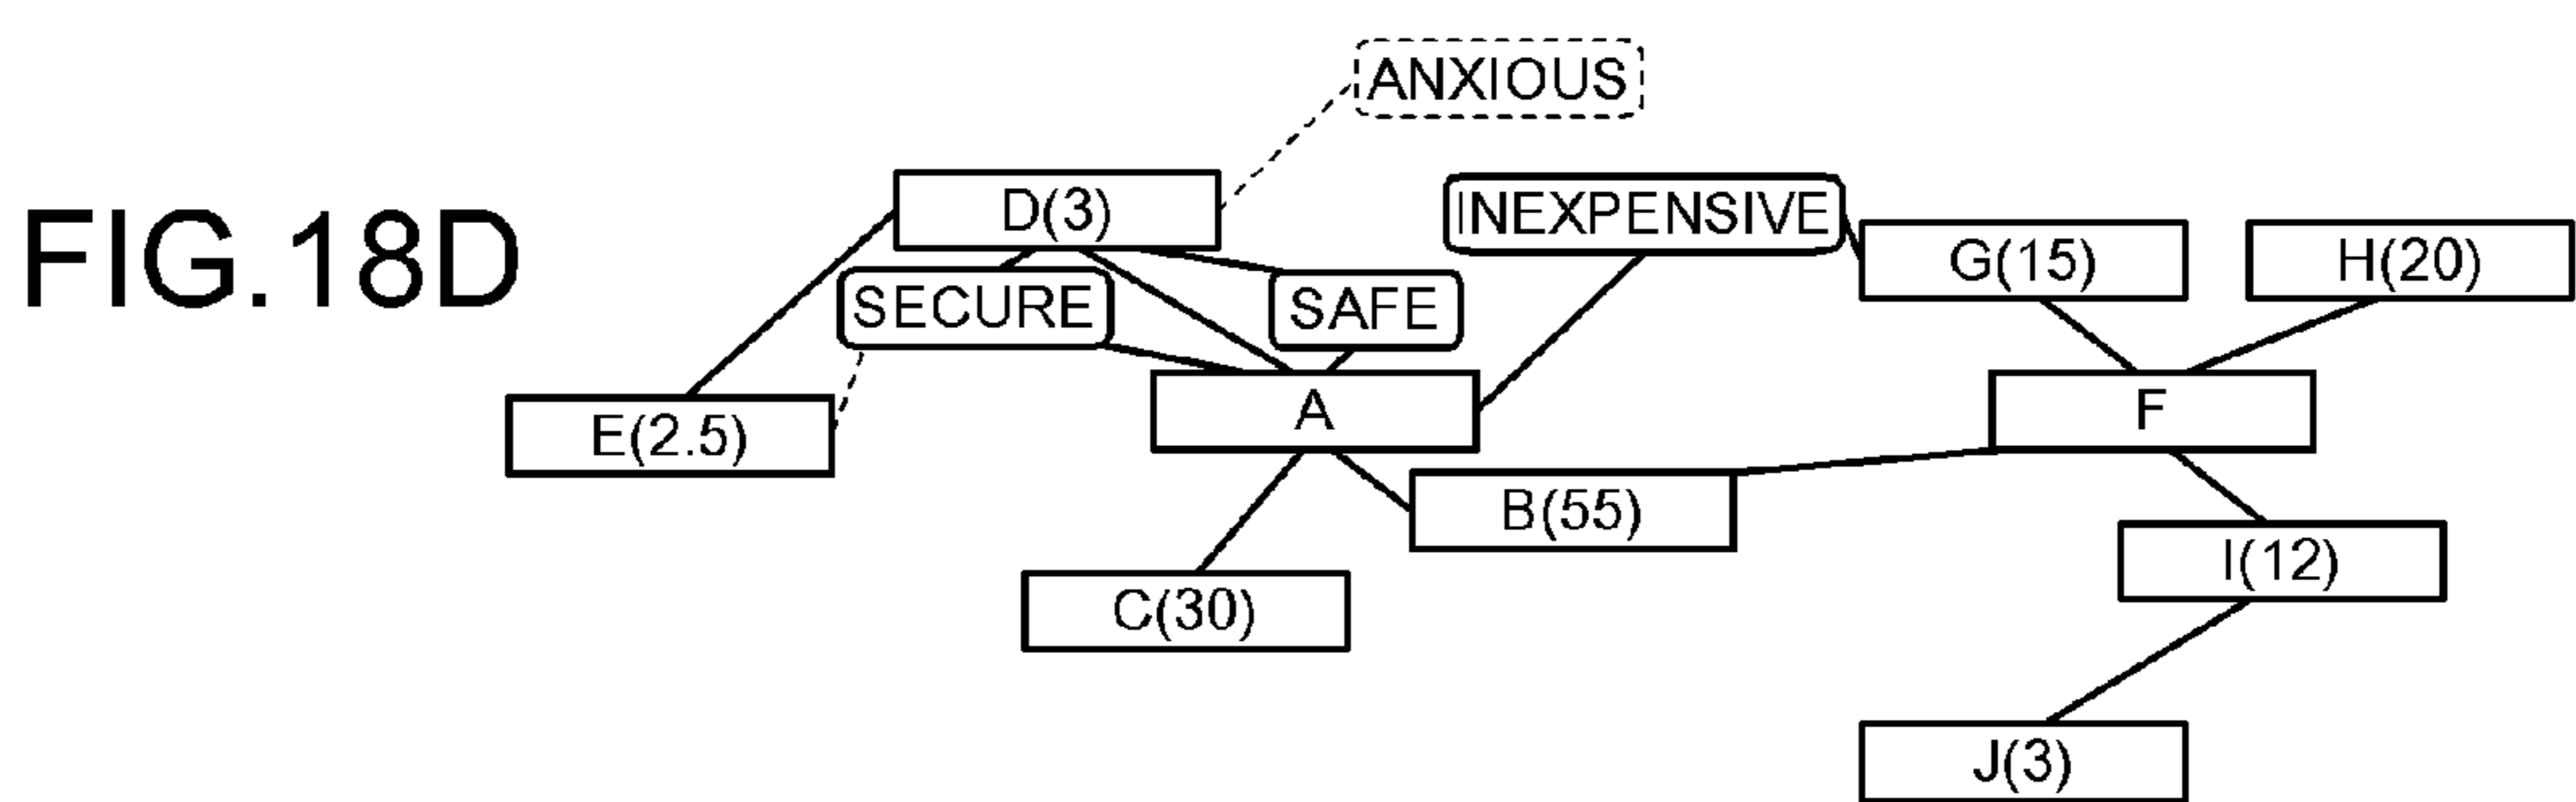 FIG.18D
ANXIOUS
D(3)
INEXPENSIVE
G(15)
H(20)
SECURE
SAFE
E(2.5)
A
F
B(55)
I(12)
C(30)
J(3)